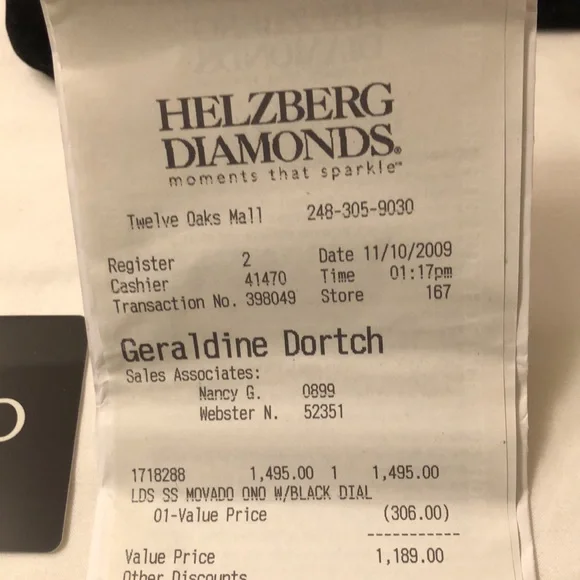 HELZBERG
DIAMONDS®
moments that sparkle℠
Twelve Oaks Mall 248-305-9030
Register 2 Date 11/10/2009
Cashier 41470 Time 01:17pm
Transaction No. 398049 Store 167
Geraldine Dortch
Sales Associates:
Nancy G. 0899
Webster N. 52351
1718288 1,495.00 1 1,495.00
LDS SS MOVADO ONO W/BLACK DIAL
01-Value Price (306.00)
-----------
Value Price 1,189.00
Other Discounts